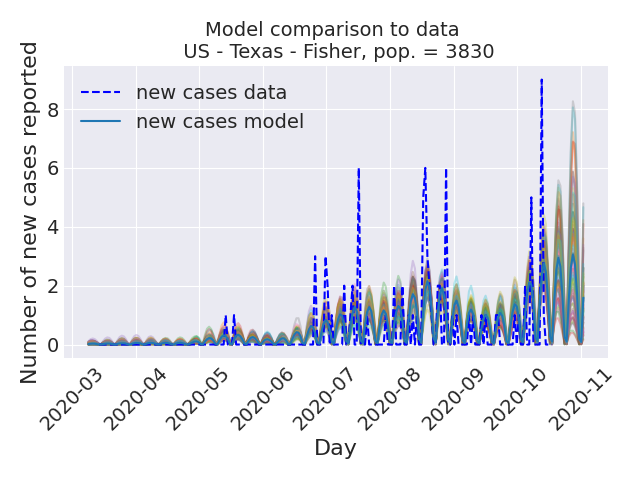 Model comparison to data
US - Texas - Fisher, pop. = 3830
Number of new cases reported
new cases data
new cases model
8
6
4
2
0
2020-03
2020-04
2020-05
2020-06
2020-07
2020-08
2020-09
2020-10
2020-11
Day